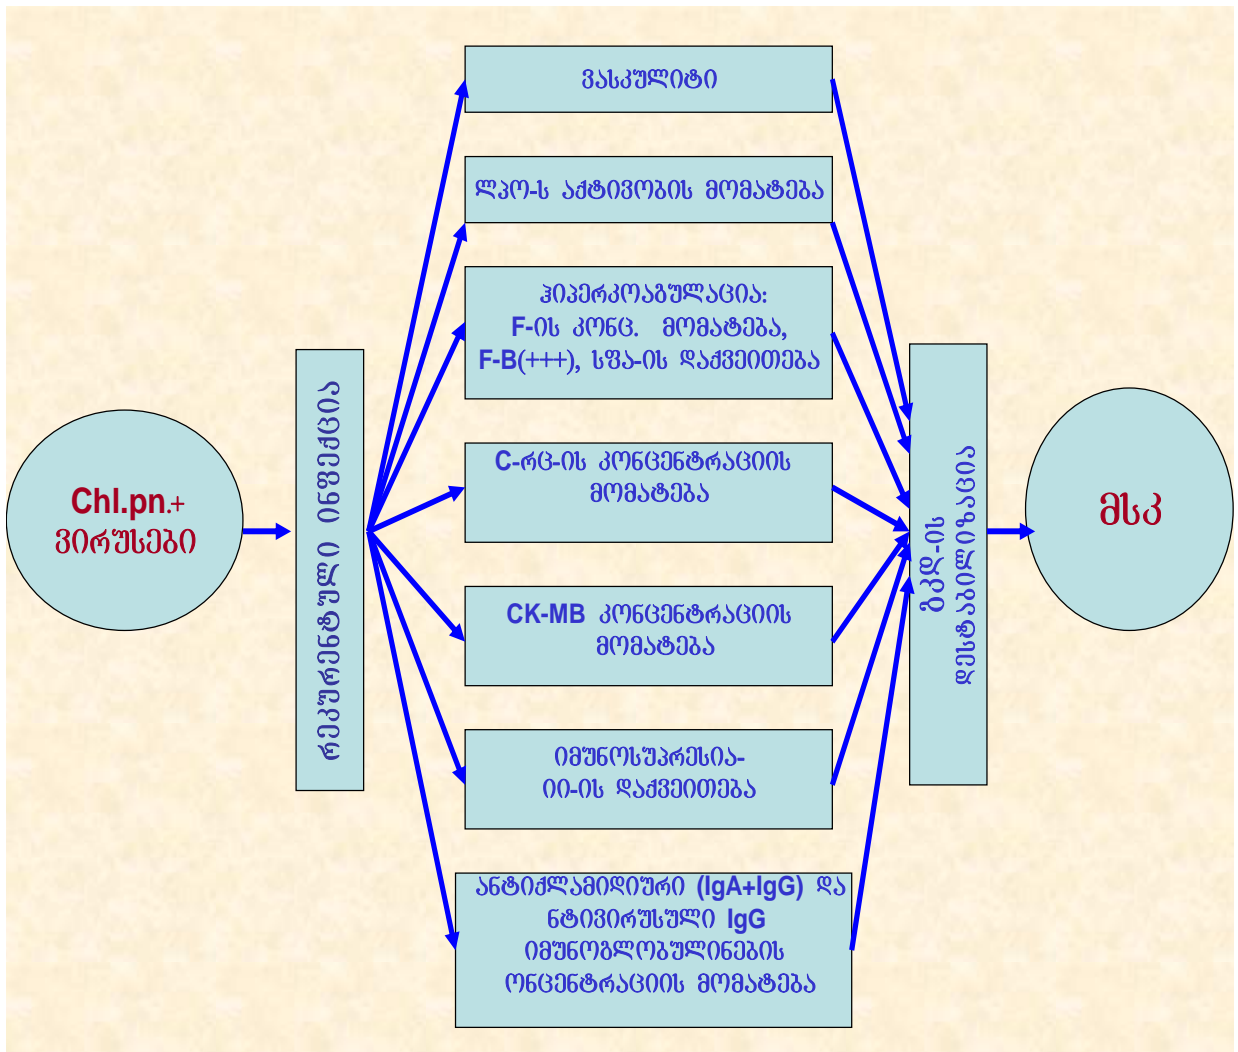 Chl.pn.+
ვირუსები
რეკურენტული ინფექცია
ვასკულიტი
ლპო-ს აქტივობის მომატება
ჰიპერკოაგულაცია:
F-ის კონც. მომატება,
F-B(+++), სფა-ის დაქვეითება
C-რც-ის კონცენტრაციის
მომატება
CK-MB კონცენტრაციის
მომატება
იმუნოსუპრესია-
იი-ის დაქვეითება
ანტიქლამიდიური (IgA+IgG) და
ნტივირუსული IgG
იმუნოგლობულინების
ონცენტრაციის მომატება
გკდ-ის
დესტაბილიზაცია
მსკ